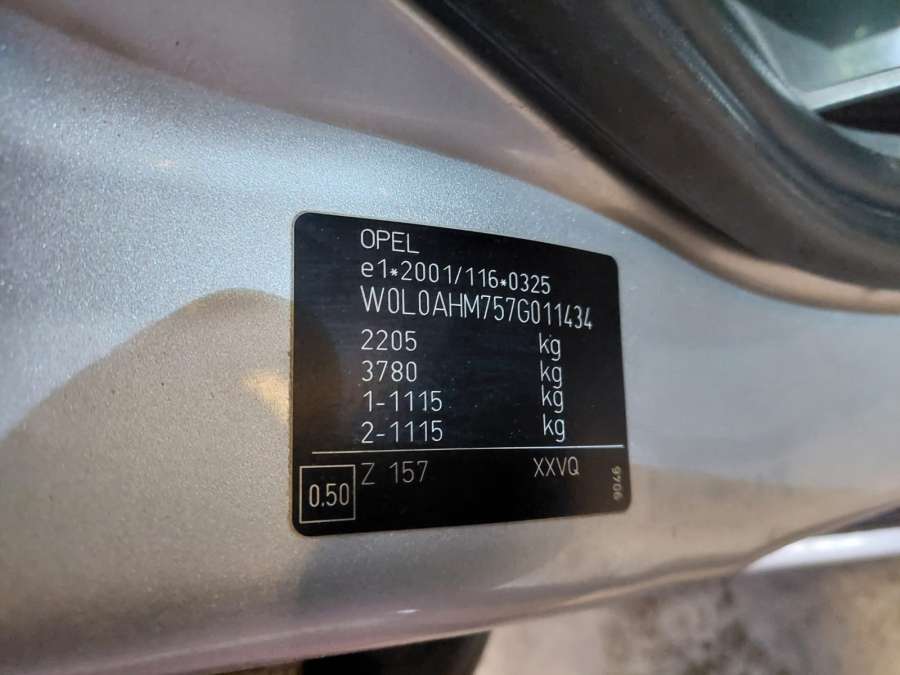 OPEL
e1*2001/116*0325
W0L0AHM757G011434
2205 kg
3780 kg
1-1115 kg
2-1115 kg
0.50 Z 157 XXVQ
9706